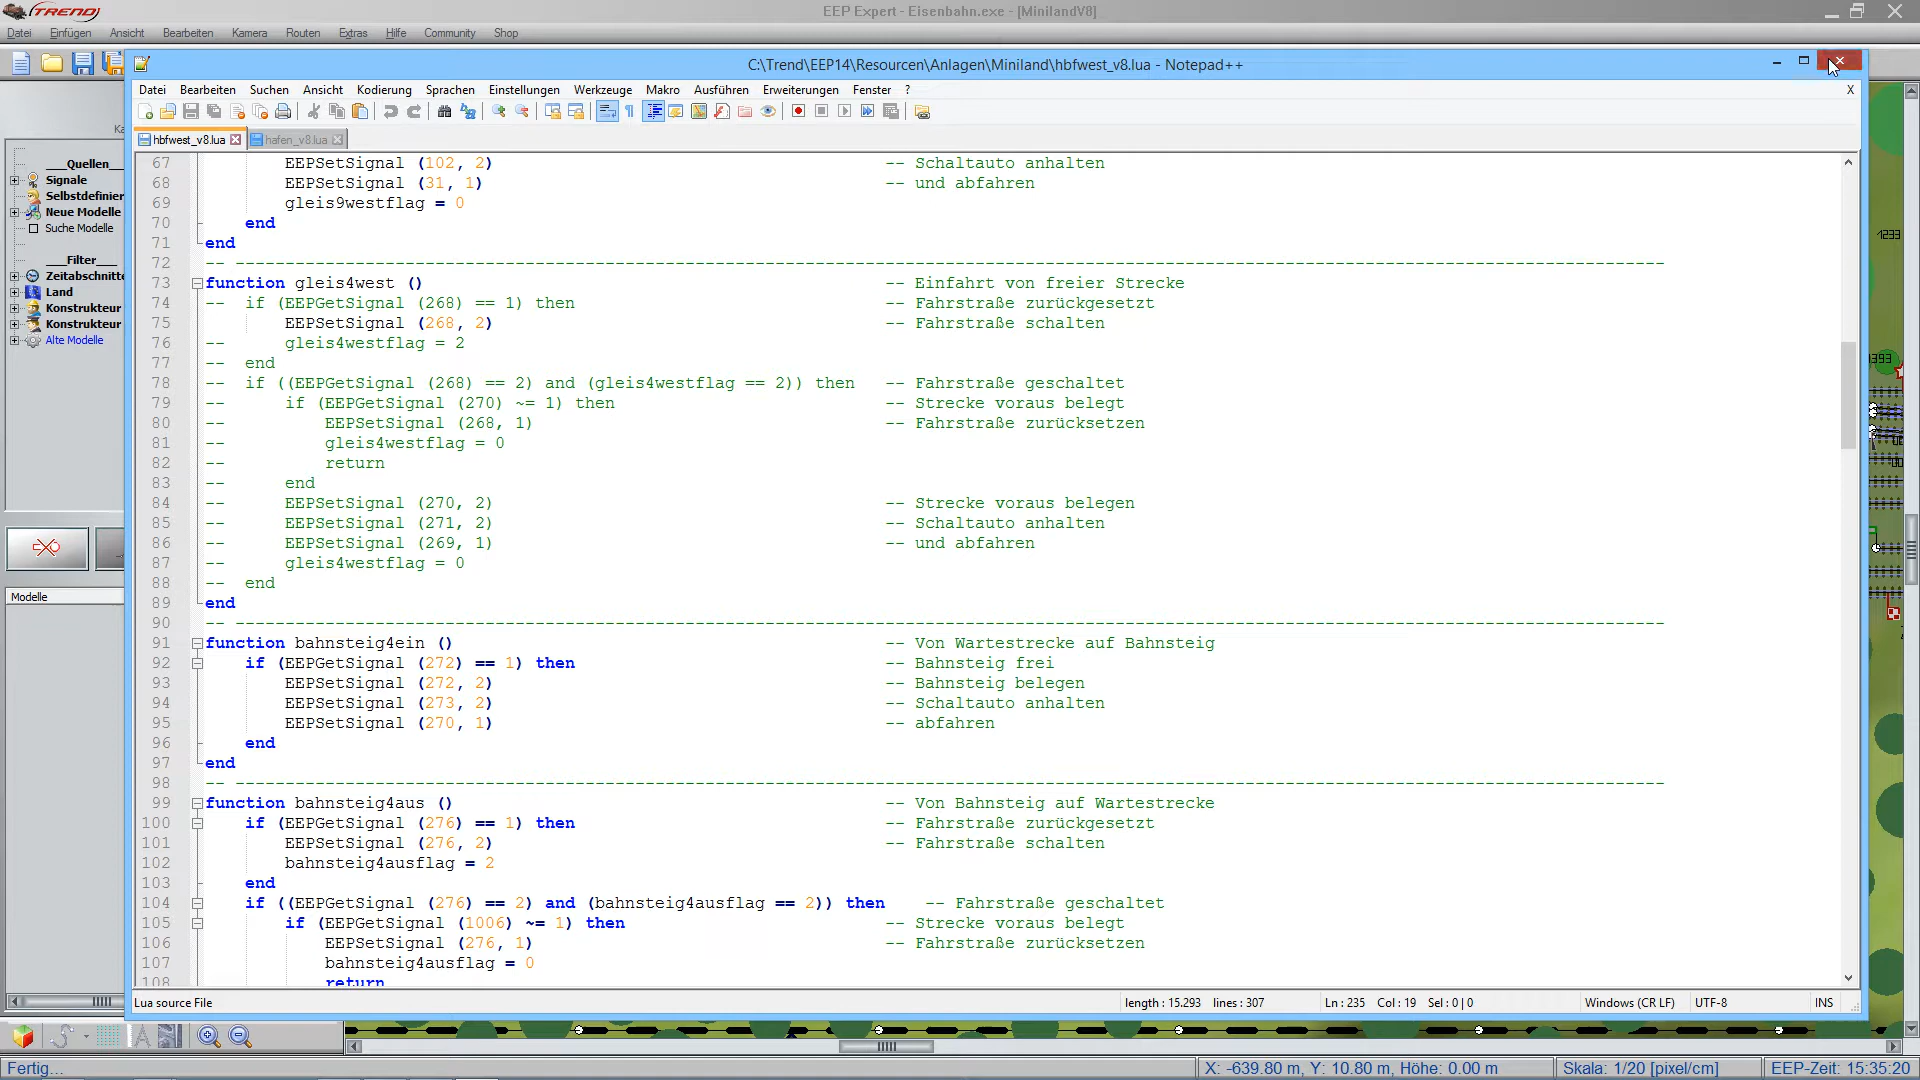 TREND
EEP Expert - Eisenbahn.exe - [MinilandV8]
Datei Einfügen Ansicht Bearbeiten Kamera Routen Extras Hilfe Community Shop
C:\Trend\EEP14\Resourcen\Anlagen\Miniland\hbfwest_v8.lua - Notepad++
Datei Bearbeiten Suchen Ansicht Kodierung Sprachen Einstellungen Werkzeuge Makro Ausführen Erweiterungen Fenster ? X
Ka
hbfwest_v8.lua hafen_v8.lua
___Quellen__
Signale
Selbstdefinier
Neue Modelle
Suche Modelle
___Filter___
Zeitabschnitte
Land
Konstrukteur
Konstrukteur
Alte Modelle
Modelle
67 EEPSetSignal (102, 2) -- Schaltauto anhalten
68 EEPSetSignal (31, 1) -- und abfahren
69 gleis9westflag = 0
70 end
71 end
72 -- ------------------------------------------------------------------------
73 function gleis4west () -- Einfahrt von freier Strecke
74 -- if (EEPGetSignal (268) == 1) then -- Fahrstraße zurückgesetzt
75 EEPSetSignal (268, 2) -- Fahrstraße schalten
76 -- gleis4westflag = 2
77 -- end
78 -- if ((EEPGetSignal (268) == 2) and (gleis4westflag == 2)) then -- Fahrstraße geschaltet
79 -- if (EEPGetSignal (270) ~= 1) then -- Strecke voraus belegt
80 -- EEPSetSignal (268, 1) -- Fahrstraße zurücksetzen
81 -- gleis4westflag = 0
82 -- return
83 -- end
84 -- EEPSetSignal (270, 2) -- Strecke voraus belegen
85 -- EEPSetSignal (271, 2) -- Schaltauto anhalten
86 -- EEPSetSignal (269, 1) -- und abfahren
87 -- gleis4westflag = 0
88 -- end
89 end
90 -- ------------------------------------------------------------------------
91 function bahnsteig4ein () -- Von Wartestrecke auf Bahnsteig
92 if (EEPGetSignal (272) == 1) then -- Bahnsteig frei
93 EEPSetSignal (272, 2) -- Bahnsteig belegen
94 EEPSetSignal (273, 2) -- Schaltauto anhalten
95 EEPSetSignal (270, 1) -- abfahren
96 end
97 end
98 -- ------------------------------------------------------------------------
99 function bahnsteig4aus () -- Von Bahnsteig auf Wartestrecke
100 if (EEPGetSignal (276) == 1) then -- Fahrstraße zurückgesetzt
101 EEPSetSignal (276, 2) -- Fahrstraße schalten
102 bahnsteig4ausflag = 2
103 end
104 if ((EEPGetSignal (276) == 2) and (bahnsteig4ausflag == 2)) then -- Fahrstraße geschaltet
105 if (EEPGetSignal (1006) ~= 1) then -- Strecke voraus belegt
106 EEPSetSignal (276, 1) -- Fahrstraße zurücksetzen
107 bahnsteig4ausflag = 0
108 return
1233
Lua source File length : 15.293 lines : 307 Ln : 235 Col : 19 Sel : 0 | 0 Windows (CR LF) UTF-8 INS
Fertig... X: -639.80 m, Y: 10.80 m, Höhe: 0.00 m Skala: 1/20 [pixel/cm] EEP-Zeit: 15:35:20